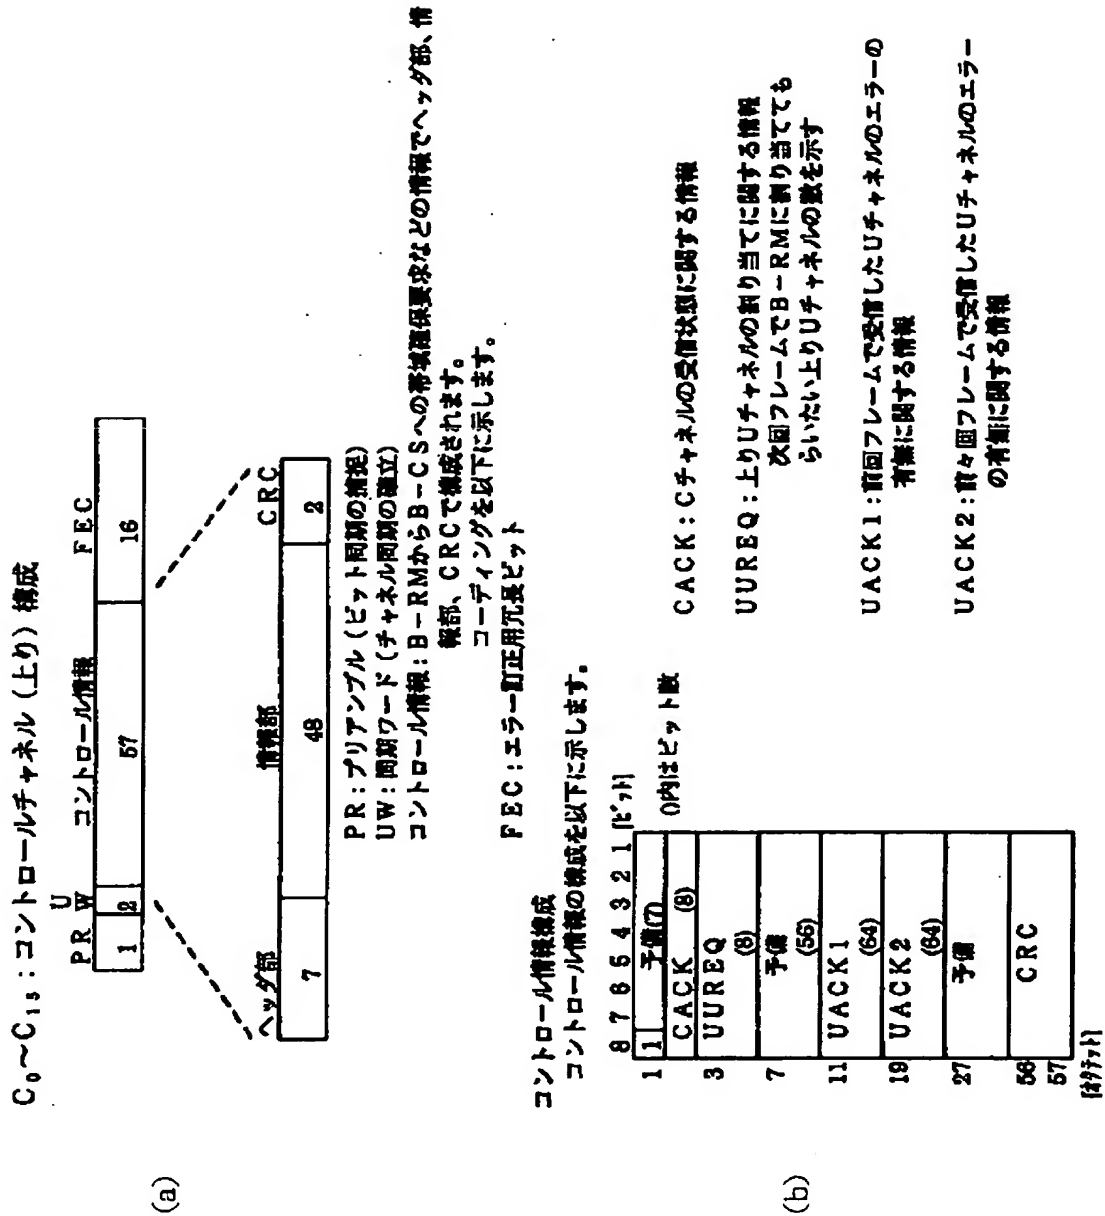 (a)
C₀～C₁₅：コントロールチャネル（上り）構成
PR
U
W
コントロール情報
FEC
1
2
57
16
ヘッダ部
情報部
CRC
7
48
2
PR：プリアンブル（ビット同期の捕捉）
UW：同期ワード（チャネル同期の確立）
コントロール情報：B－RMからB－CSへの帯域確保要求などの情報でヘッダ部、情
報部、CRCで構成されます。
コーディングを以下に示します。
FEC：エラー訂正用冗長ビット
(b)
コントロール情報構成
コントロール情報の構成を以下に示します。
8 7 6 5 4 3 2 1 [ビット]
()内はビット数
1
1
予備(7)
CACK (8)
3
UUREQ
(8)
7
予備
(56)
11
UACK1
(64)
19
UACK2
(64)
27
予備
56
CRC
57
[オクテット]
CACK：Cチャネルの受信状態に関する情報
UUREQ：上りUチャネルの割り当てに関する情報
次回フレームでB－RMに割り当てても
らいたい上りUチャネルの数を示す
UACK1：前回フレームで受信したUチャネルのエラーの
有無に関する情報
UACK2：前々回フレームで受信したUチャネルのエラー
の有無に関する情報